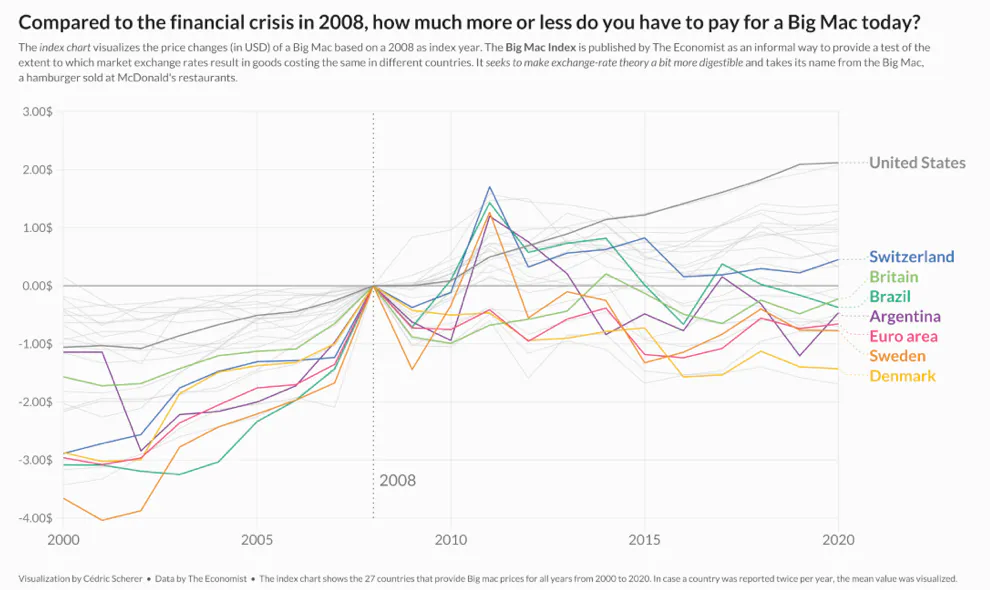 Compared to the financial crisis in 2008, how much more or less do you have to pay for a Big Mac today?
The index chart visualizes the price changes (in USD) of a Big Mac based on a 2008 as index year. The Big Mac Index is published by The Economist as an informal way to provide a test of the
extent to which market exchange rates result in goods costing the same in different countries. It seeks to make exchange-rate theory a bit more digestible and takes its name from the Big Mac,
a hamburger sold at McDonald's restaurants.
3.00$
2.00$
1.00$
0.00$
-1.00$
-2.00$
-3.00$
-4.00$
United States
Switzerland
Britain
Brazil
Argentina
Euro area
Sweden
Denmark
2008
2000
2005
2010
2015
2020
Visualization by Cédric Scherer • Data by The Economist • The index chart shows the 27 countries that provide Big mac prices for all years from 2000 to 2020. In case a country was reported twice per year, the mean value was visualized.